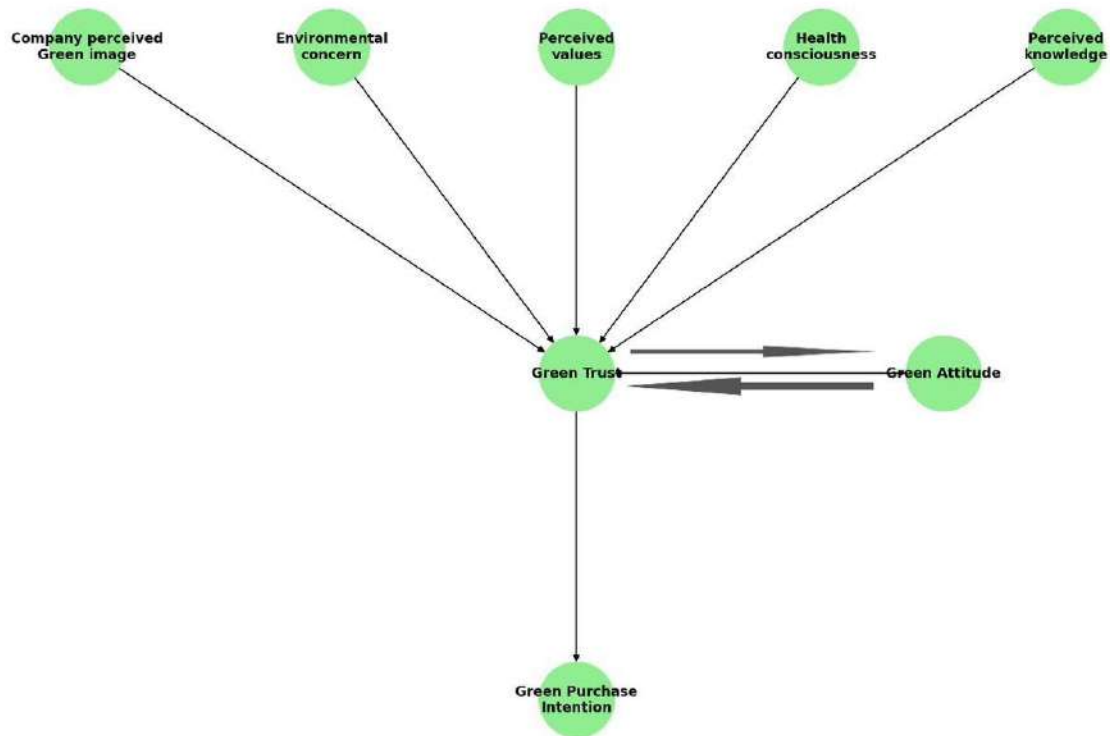 Company perceived
Green image
Environmental
concern
Perceived
values
Health
consciousness
Perceived
knowledge
Green Trust
Green Attitude
Green Purchase
Intention